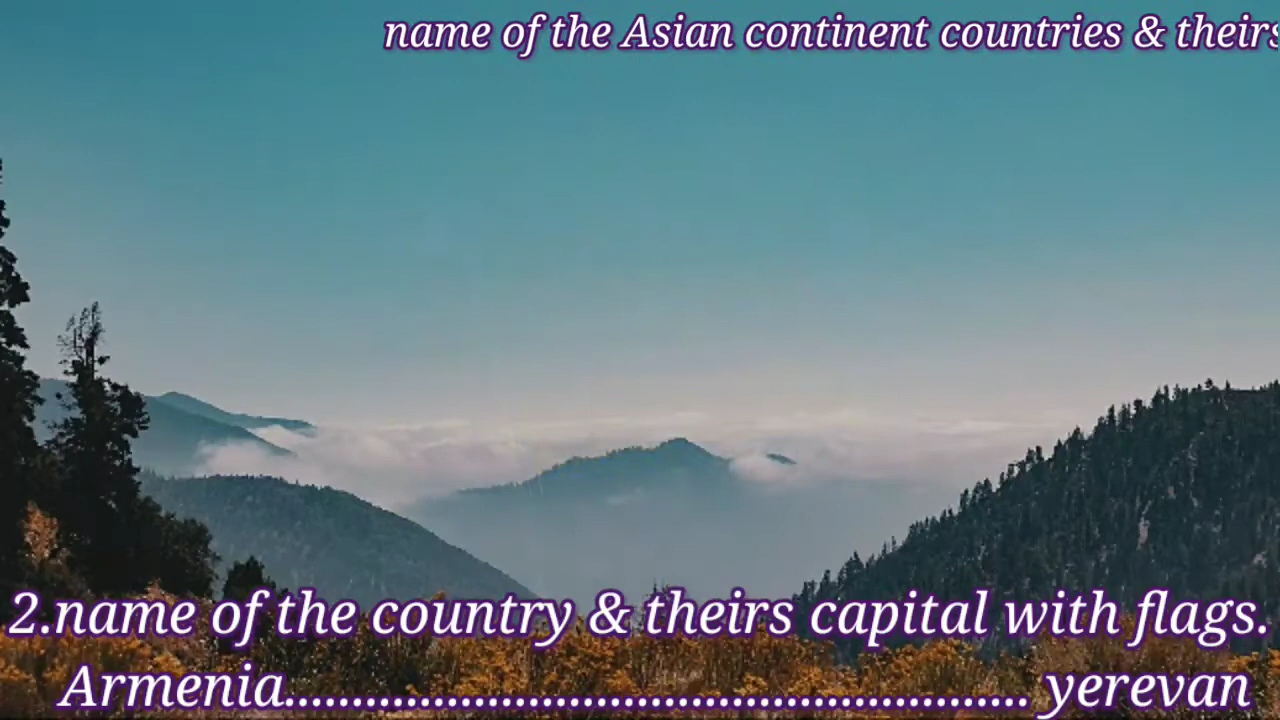 name of the Asian continent countries & theirs
2.name of the country & theirs capital with flags.
Armenia....................................................... yerevan